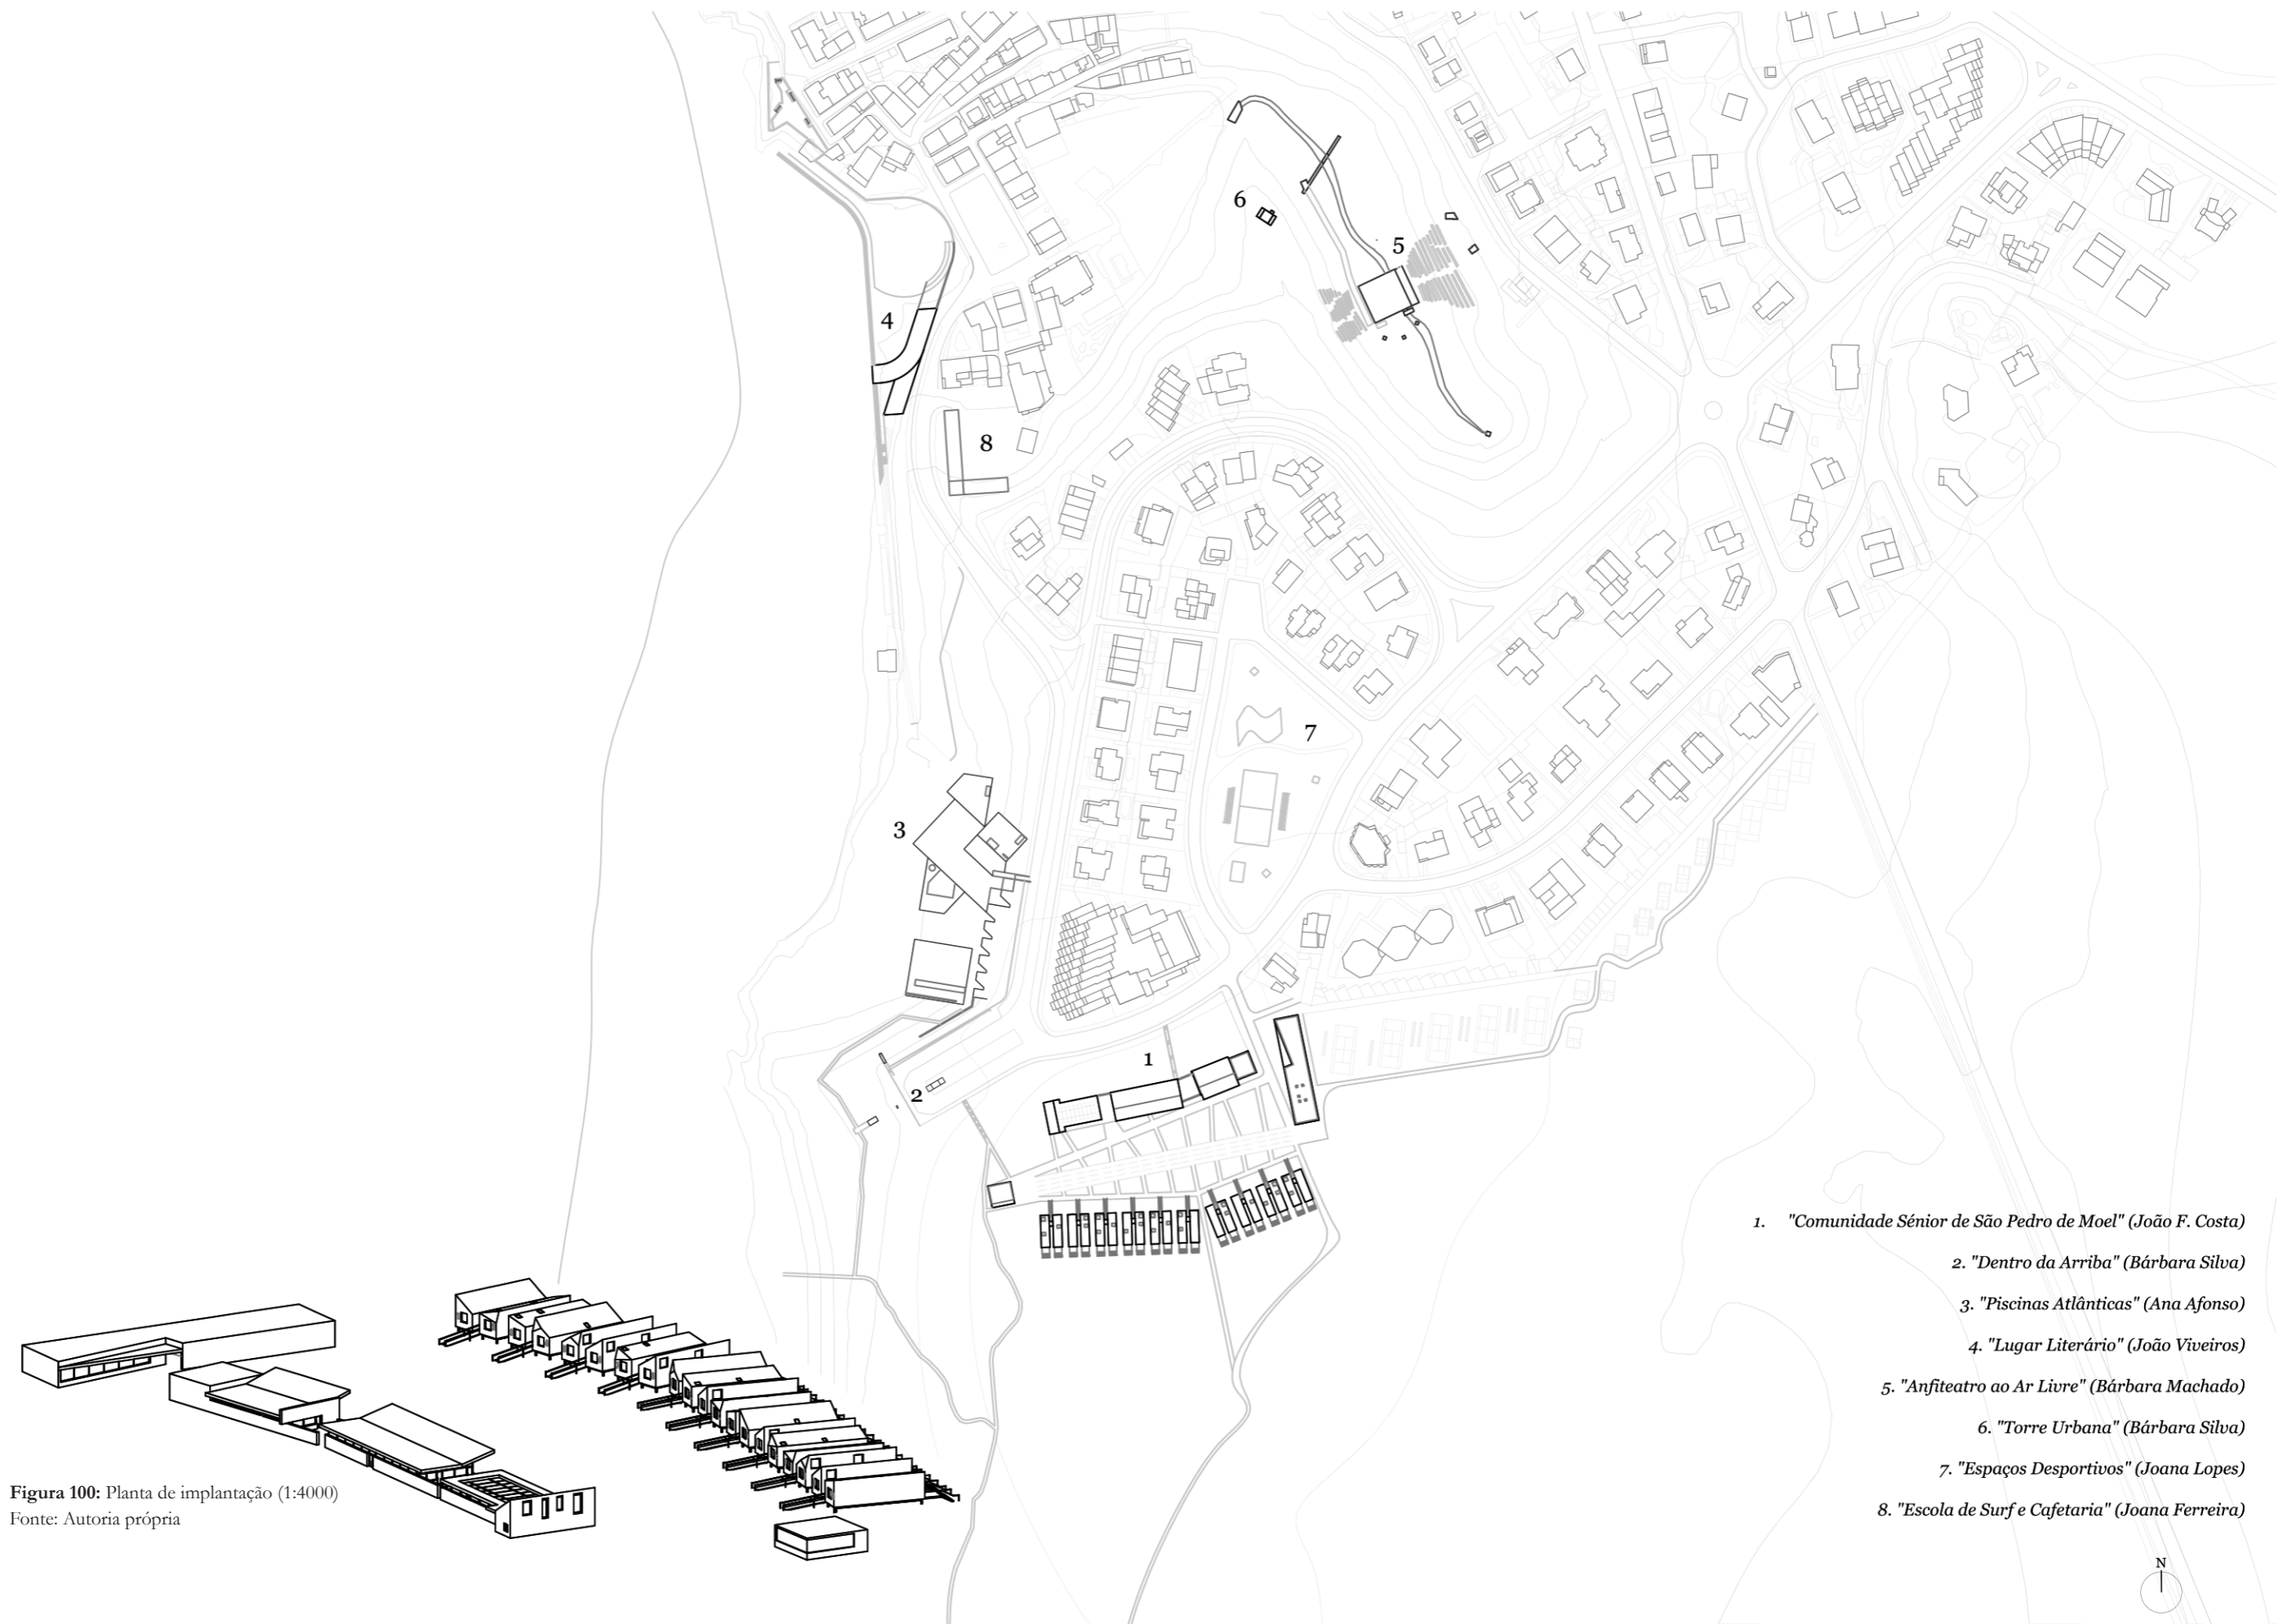 6
5
4
8
7
3
1
2
1. "Comunidade Sénior de São Pedro de Moel" (João F. Costa)
2. "Dentro da Arriba" (Bárbara Silva)
3. "Piscinas Atlânticas" (Ana Afonso)
4. "Lugar Literário" (João Viveiros)
5. "Anfiteatro ao Ar Livre" (Bárbara Machado)
6. "Torre Urbana" (Bárbara Silva)
7. "Espaços Desportivos" (Joana Lopes)
8. "Escola de Surf e Cafetaria" (Joana Ferreira)
Figura 100: Planta de implantação (1:4000)
Fonte: Autoria própria
N